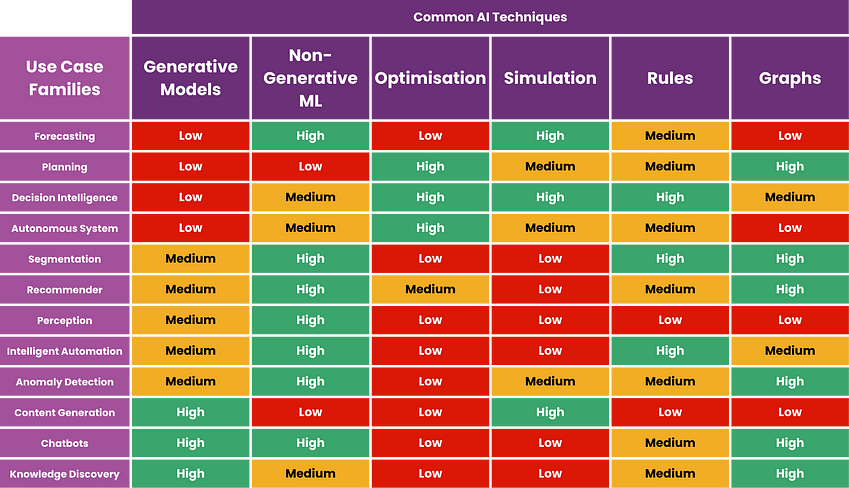 Common AI Techniques
Use Case Families Generative Models Non-Generative ML Optimisation Simulation Rules Graphs
Forecasting Low High Low High Medium Low
Planning Low Low High Medium Medium High
Decision Intelligence Low Medium High High High Medium
Autonomous System Low Medium High Medium Medium Low
Segmentation Medium High Low Low High High
Recommender Medium High Medium Low Medium High
Perception Medium High Low Low Low Low
Intelligent Automation Medium High Low Low High Medium
Anomaly Detection Medium High Low Medium Medium High
Content Generation High Low Low High Low Low
Chatbots High High Low Low Medium High
Knowledge Discovery High Medium Low Low Medium High